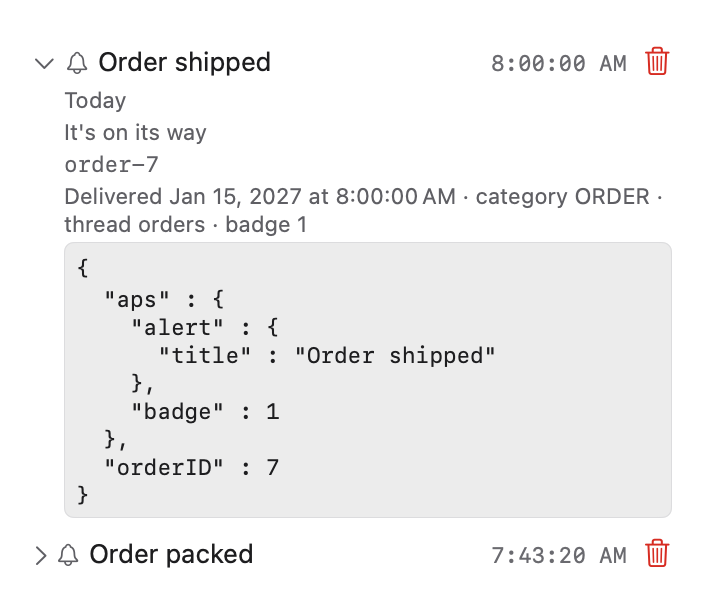 Order shipped 8:00:00 AM
Today
It's on its way
order-7
Delivered Jan 15, 2027 at 8:00:00 AM · category ORDER ·
thread orders · badge 1
{
  "aps" : {
    "alert" : {
      "title" : "Order shipped"
    },
    "badge" : 1
  },
  "orderID" : 7
}
Order packed 7:43:20 AM